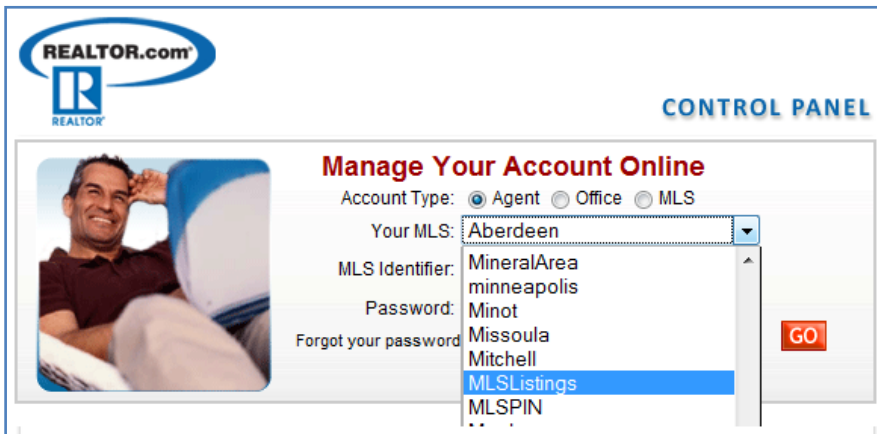 REALTOR.com®
R
REALTOR®
CONTROL PANEL
Manage Your Account Online
Account Type: Agent Office MLS
Your MLS: Aberdeen
MLS Identifier:
MineralArea
minneapolis
Password:
Minot
Forgot your password
Missoula
GO
Mitchell
MLSListings
MLSPIN